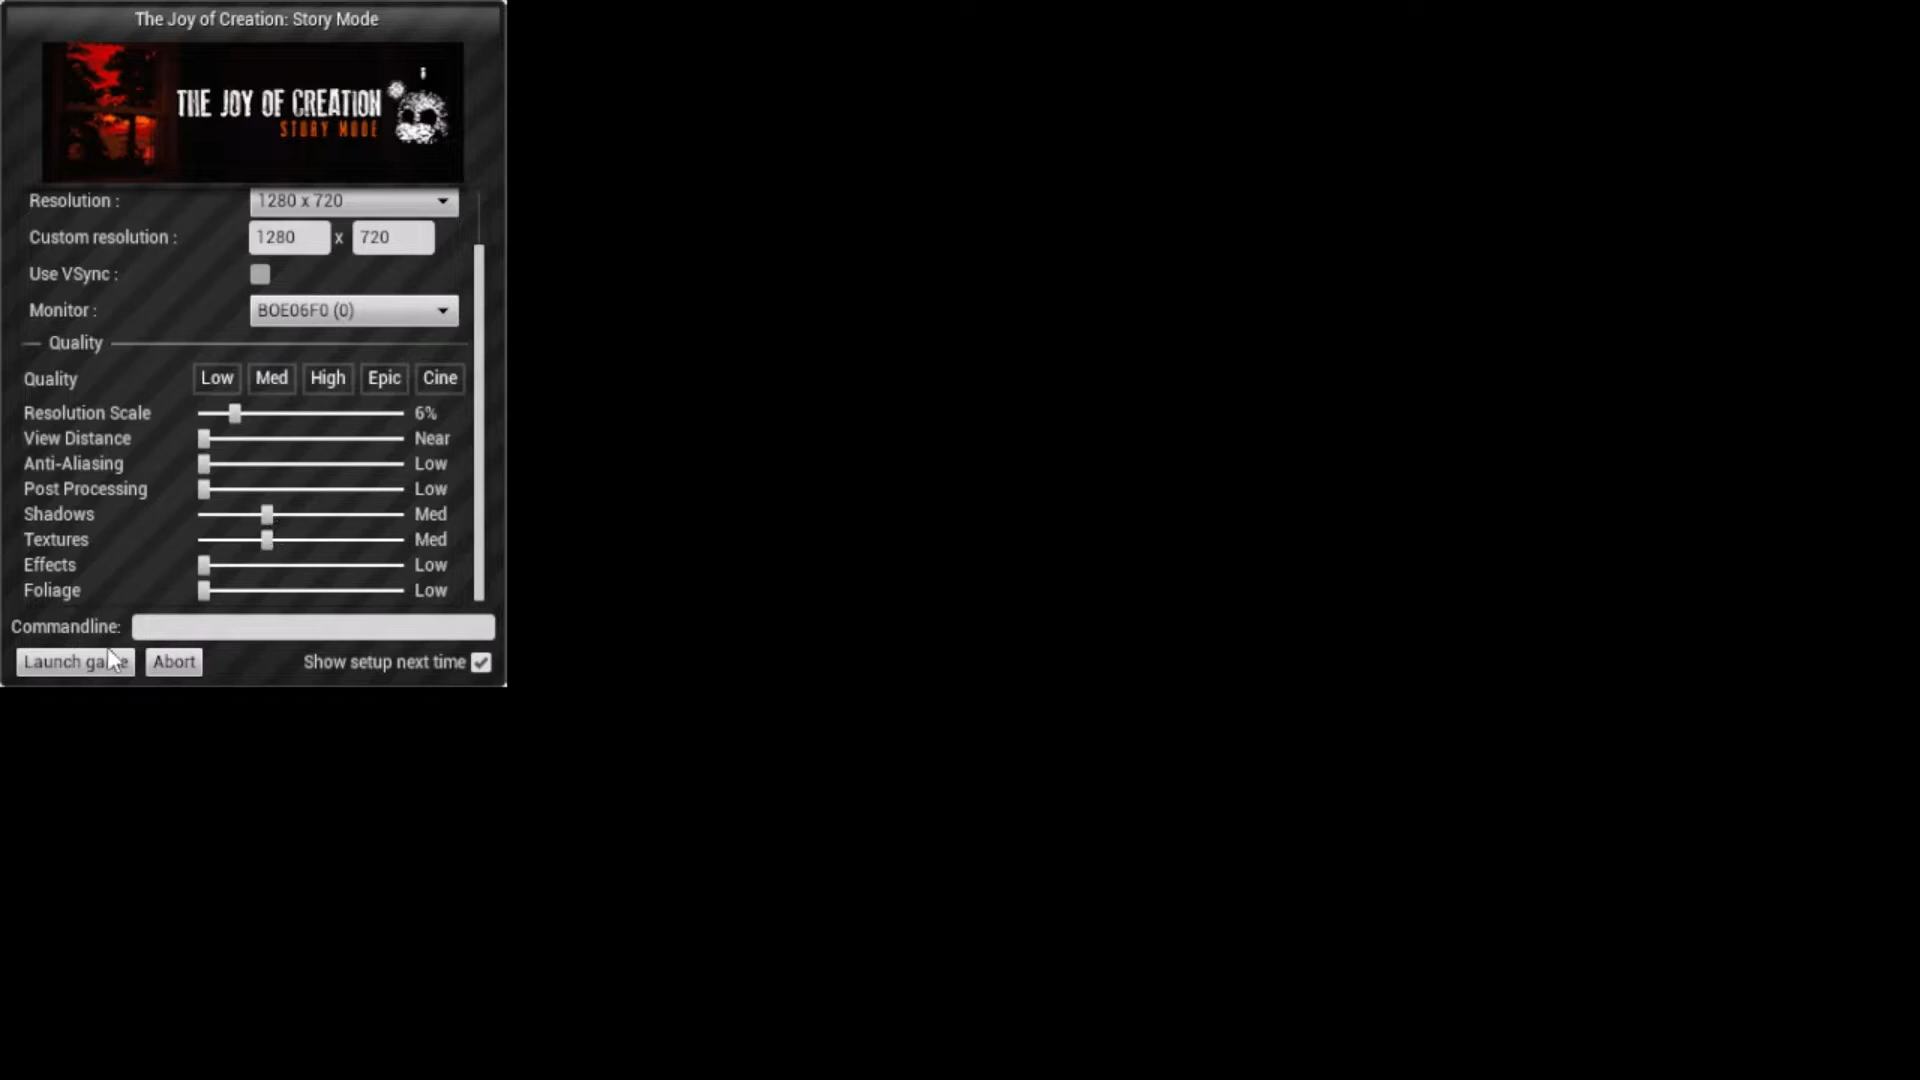 The Joy of Creation: Story Mode
THE JOY OF CREATION
STORY MODE
Resolution : 1280 x 720
Custom resolution : 1280 x 720
Use VSync :
Monitor : BOE06F0 (0)
Quality
Quality Low Med High Epic Cine
Resolution Scale 6%
View Distance Near
Anti-Aliasing Low
Post Processing Low
Shadows Med
Textures Med
Effects Low
Foliage Low
Commandline:
Launch game Abort Show setup next time